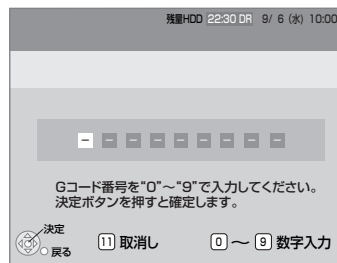 残量HDD 22:30 DR 9/ 6 (水) 10:00
- - - - - - - - -
Gコード番号を“0”～“9”で入力してください。
決定ボタンを押すと確定します。
決定
戻る
11 取消し 0 ～ 9 数字入力